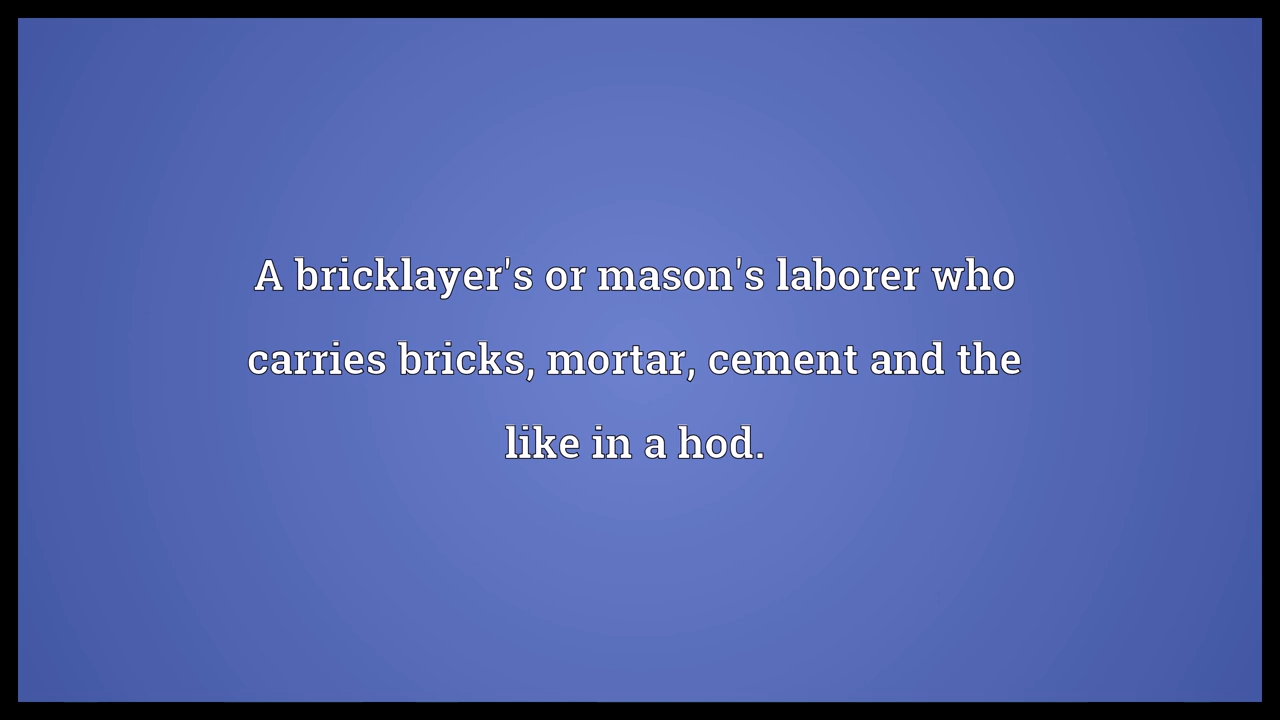 A bricklayer's or mason's laborer who
carries bricks, mortar, cement and the
like in a hod.